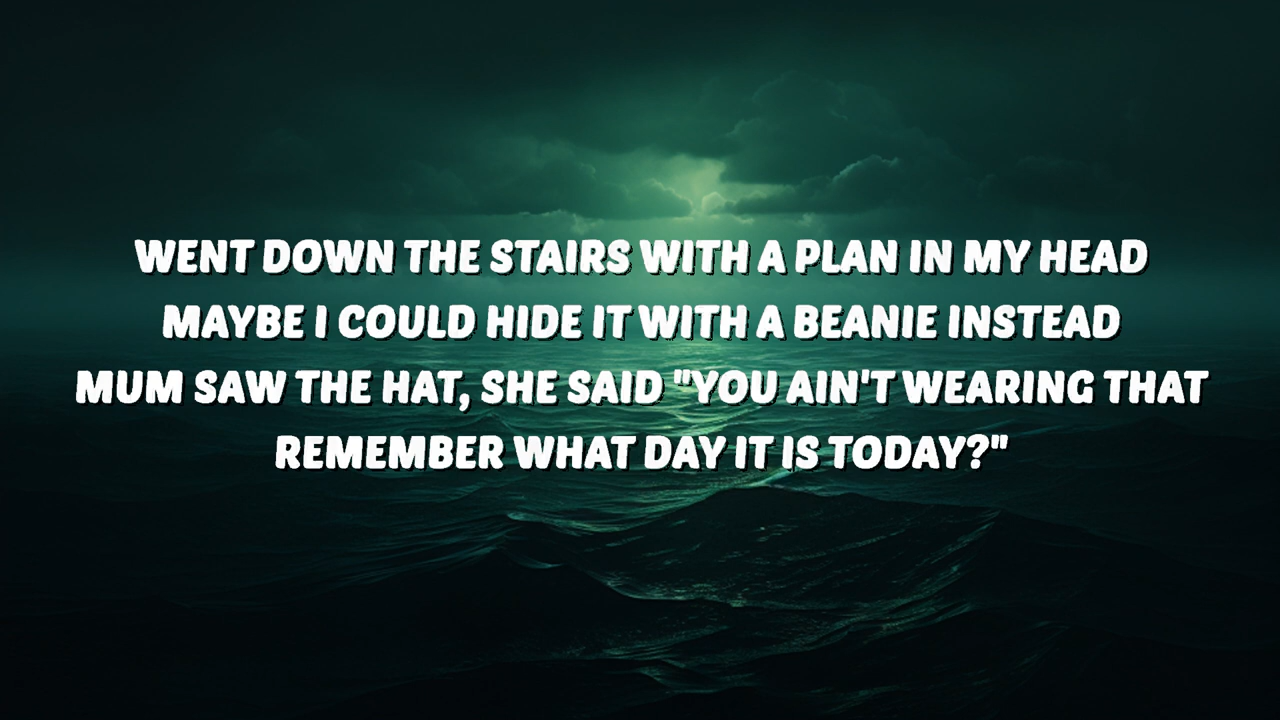 WENT DOWN THE STAIRS WITH A PLAN IN MY HEAD
MAYBE I COULD HIDE IT WITH A BEANIE INSTEAD
MUM SAW THE HAT, SHE SAID "YOU AIN'T WEARING THAT
REMEMBER WHAT DAY IT IS TODAY?"